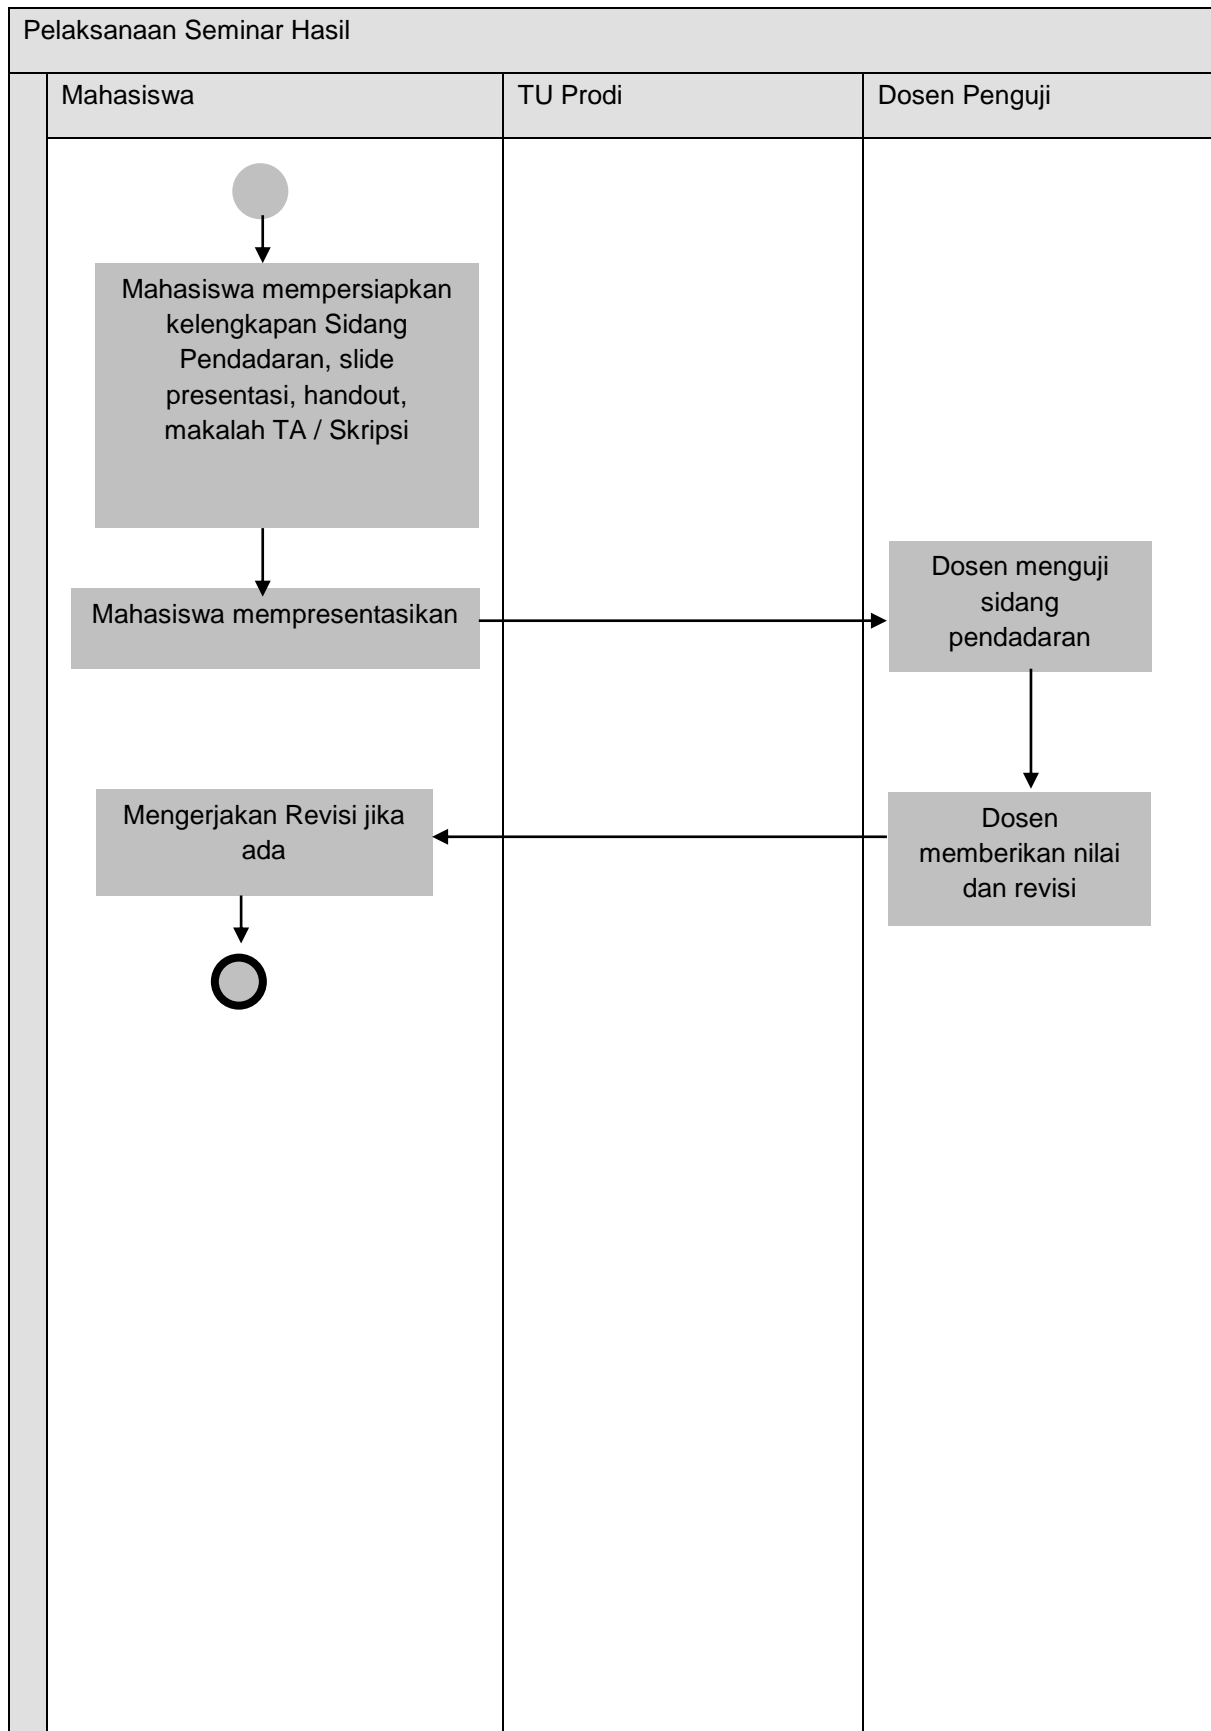 Pelaksanaan Seminar Hasil
Mahasiswa
TU Prodi
Dosen Penguji
Mahasiswa mempersiapkan
kelengkapan Sidang
Pendadaran, slide
presentasi, handout,
makalah TA / Skripsi
Mahasiswa mempresentasikan
Dosen menguji
sidang
pendadaran
Mengerjakan Revisi jika
ada
Dosen
memberikan nilai
dan revisi